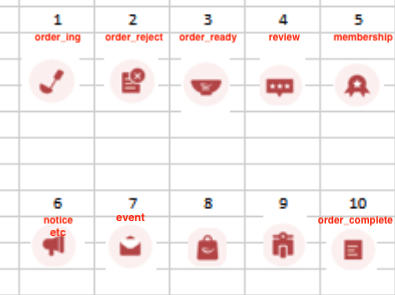 1 2 3 4 5
order_ing order_reject order_ready review membership
6 7 8 9 10
notice event order_complete
etc